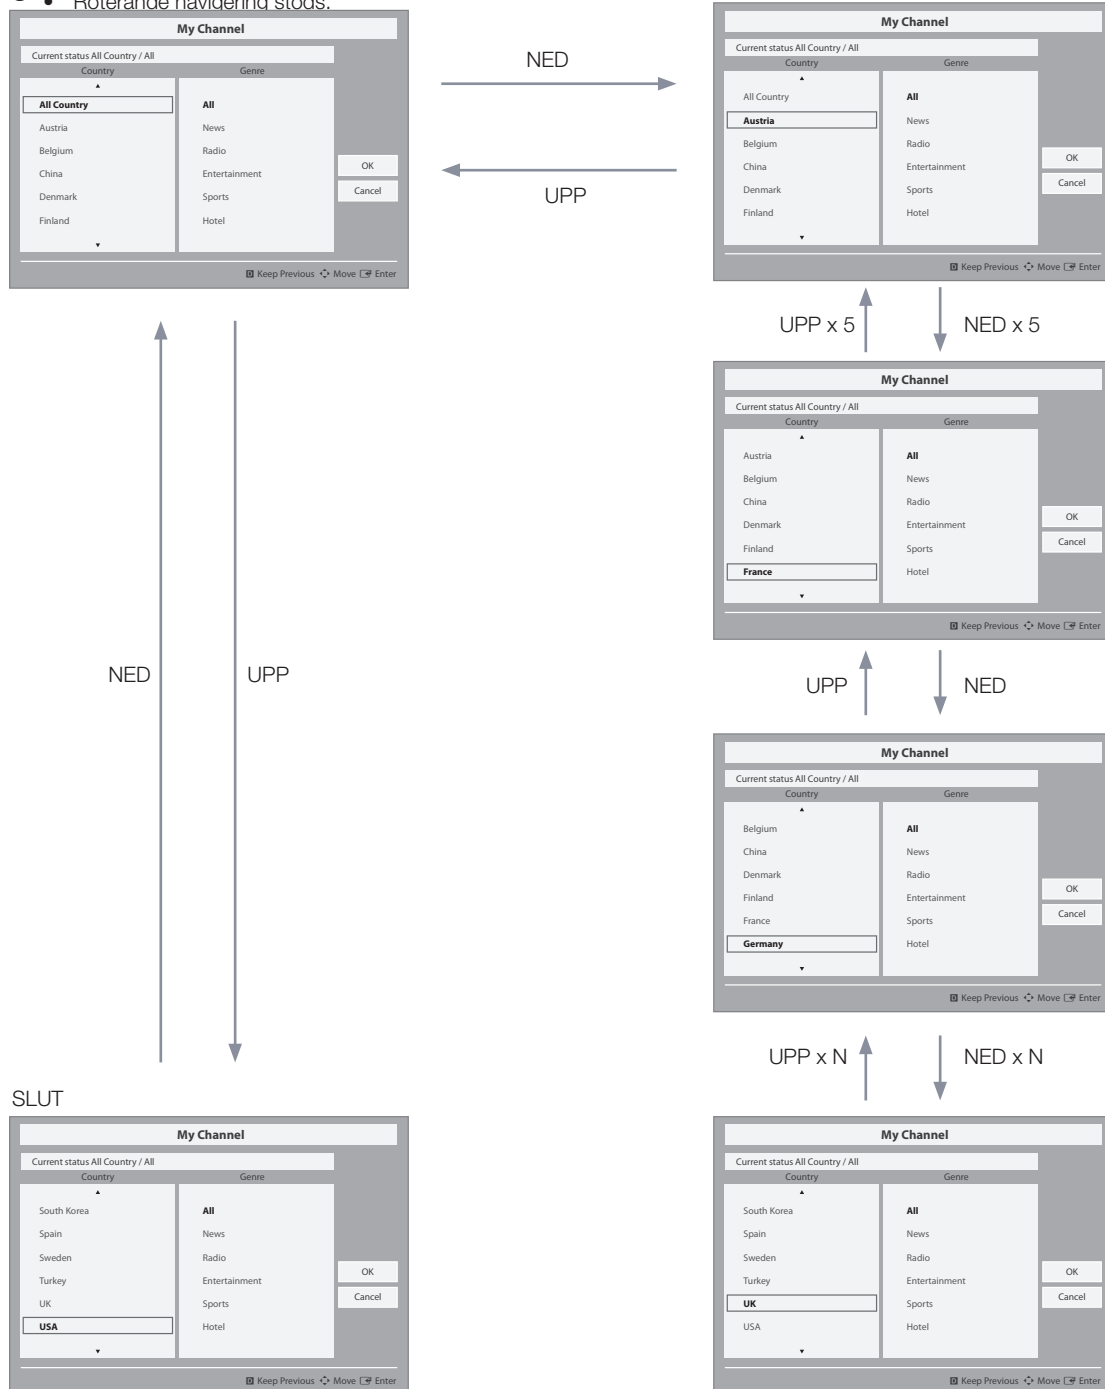 • Roterande navigering stöds.
My Channel
Current status All Country / All
Country Genre
All Country All
Austria News
Belgium Radio
China Entertainment
Denmark Sports
Finland Hotel
OK
Cancel
D Keep Previous Move Enter
NED
UPP
My Channel
Current status All Country / All
Country Genre
All Country All
Austria News
Belgium Radio
China Entertainment
Denmark Sports
Finland Hotel
OK
Cancel
D Keep Previous Move Enter
UPP x 5 NED x 5
My Channel
Current status All Country / All
Country Genre
Austria All
Belgium News
China Radio
Denmark Entertainment
Finland Sports
France Hotel
OK
Cancel
D Keep Previous Move Enter
NED UPP
UPP NED
My Channel
Current status All Country / All
Country Genre
Belgium All
China News
Denmark Radio
Finland Entertainment
France Sports
Germany Hotel
OK
Cancel
D Keep Previous Move Enter
UPP x N NED x N
SLUT
My Channel
Current status All Country / All
Country Genre
South Korea All
Spain News
Sweden Radio
Turkey Entertainment
UK Sports
USA Hotel
OK
Cancel
D Keep Previous Move Enter
My Channel
Current status All Country / All
Country Genre
South Korea All
Spain News
Sweden Radio
Turkey Entertainment
UK Sports
USA Hotel
OK
Cancel
D Keep Previous Move Enter